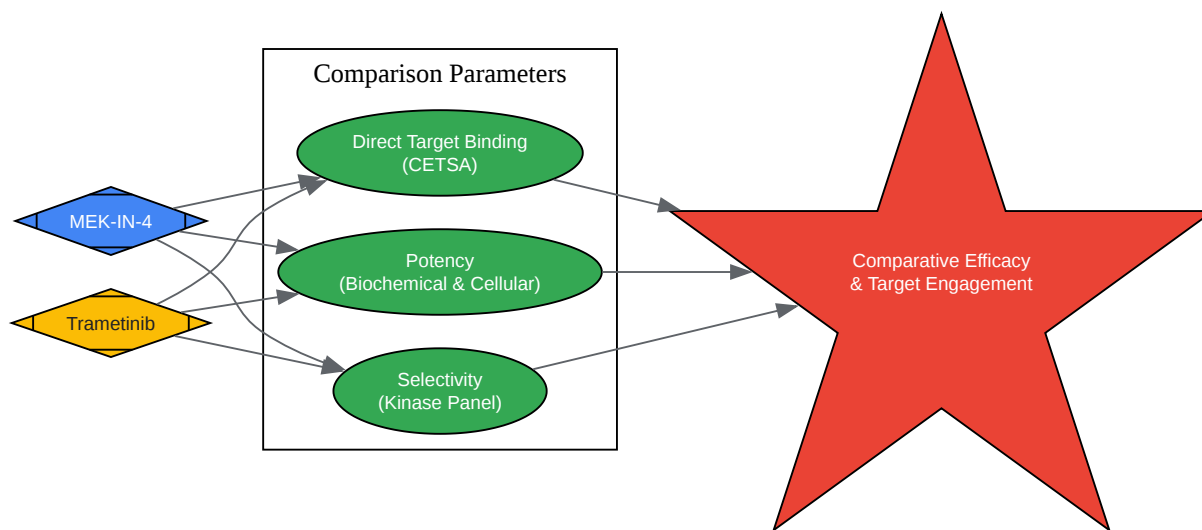 Comparison Parameters
Direct Target Binding
(CETSA)
MEK-IN-4
Potency
(Biochemical & Cellular)
Trametinib
Selectivity
(Kinase Panel)
Comparative Efficacy
& Target Engagement